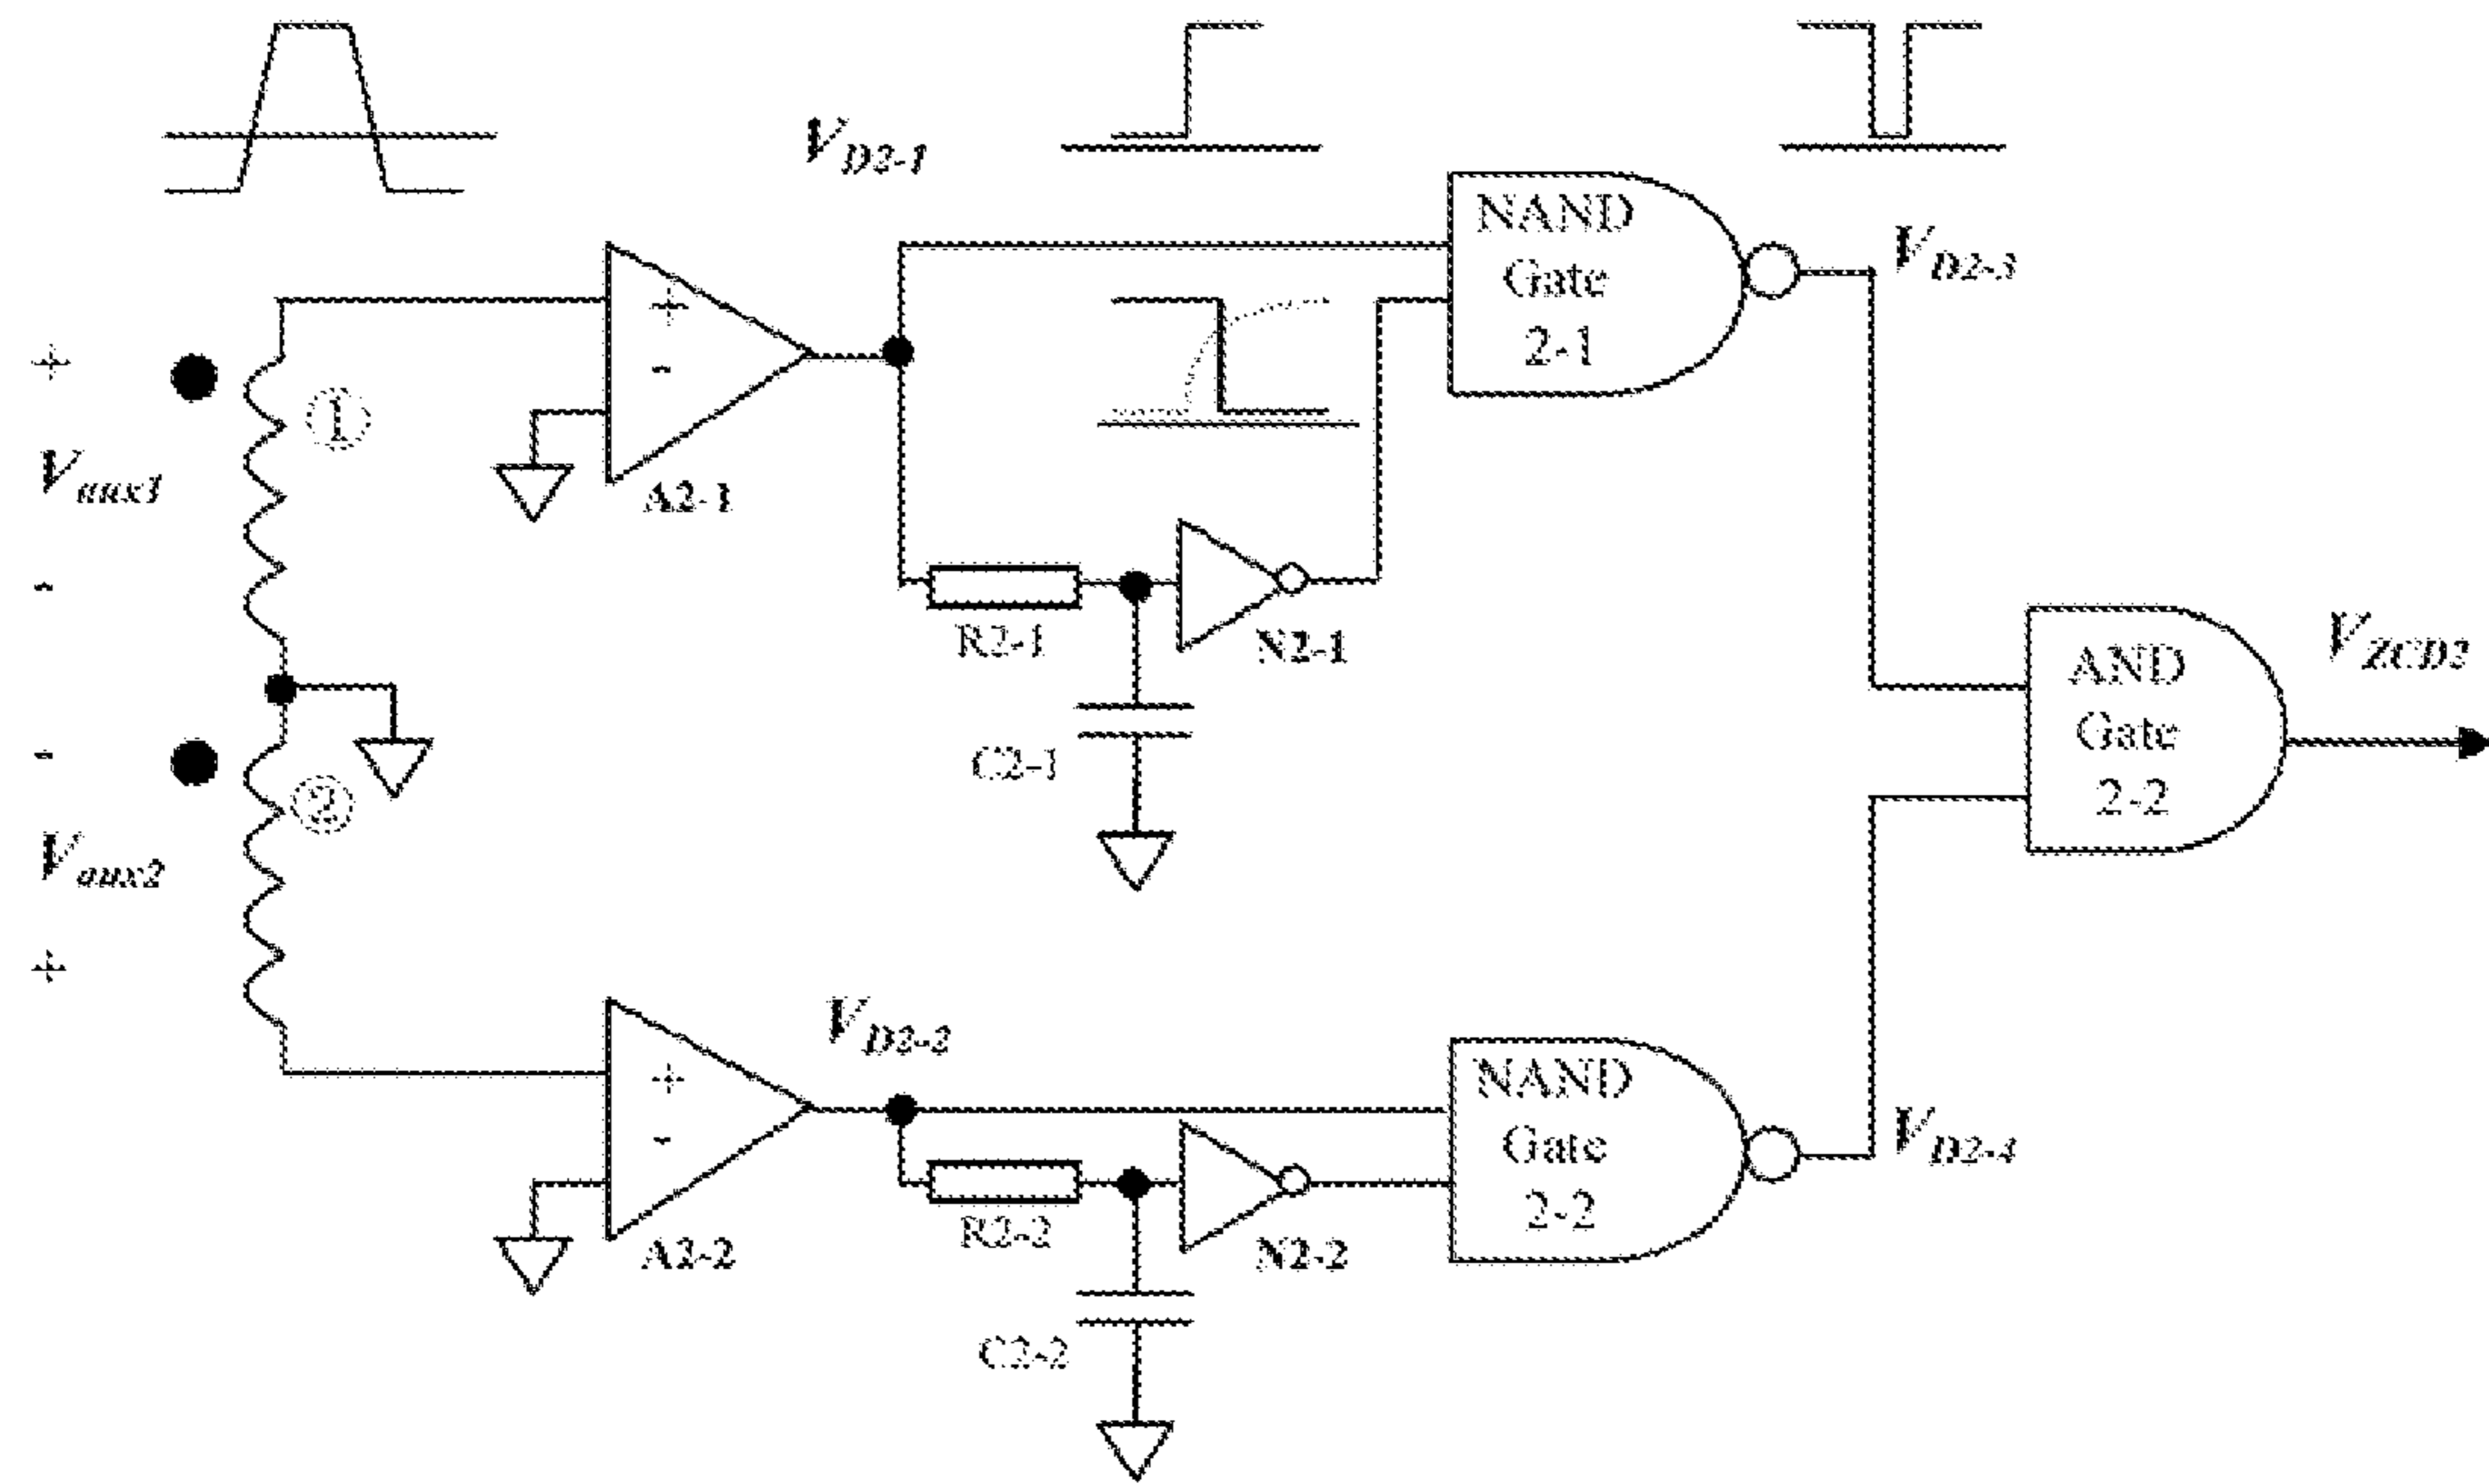 V_D2-1
NAND
Gate
2-1
V_D2-3
+
-
A2-1
+
V_aux1
-
①
R2-1
N2-1
C2-1
AND
Gate
2-2
V_ZCD2
-
V_aux2
+
②
V_D2-2
+
-
A2-2
R2-2
N2-2
C2-2
NAND
Gate
2-2
V_D2-4